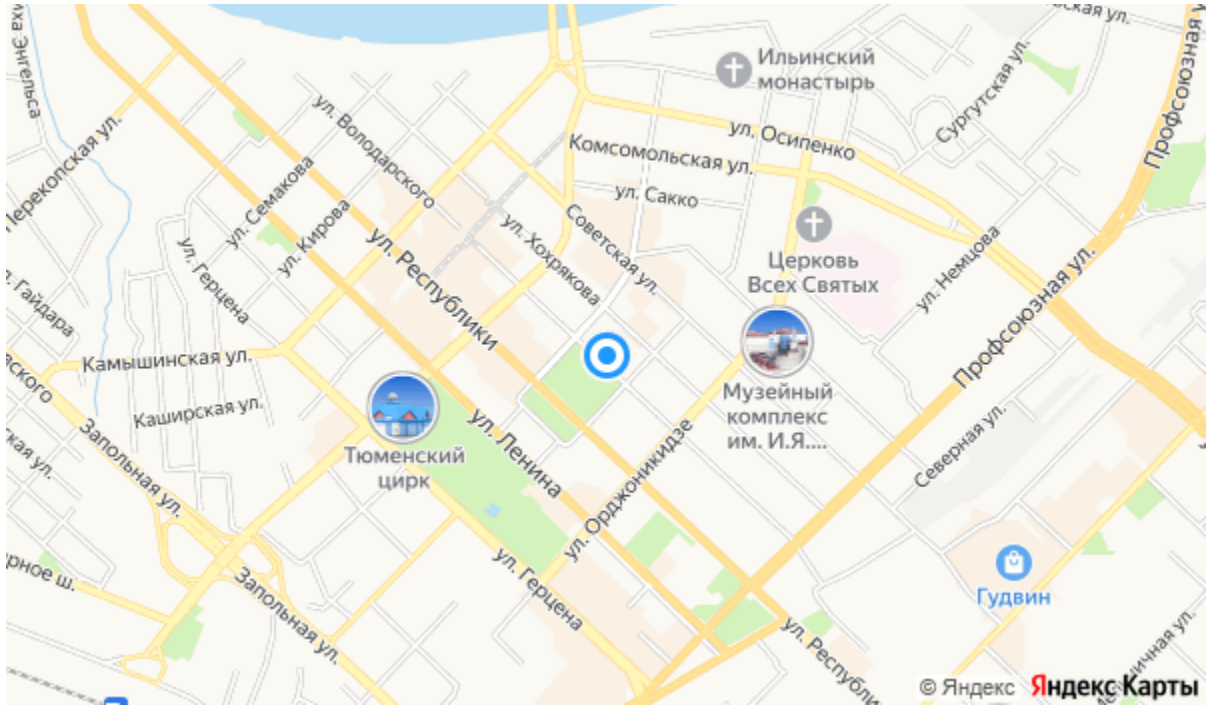 Ильинский
монастырь
Сургутская ул.
Профсоюзная ул.
Энгельса
Перекопская ул.
ул. Володарского
ул. Осипенко
Комсомольская ул.
ул. Сакко
ул. Семакова
ул. Кирова
Советская ул.
ул. Хохрякова
Церковь
Всех Святых
ул. Немцова
ул. Герцена
ул. Республики
Гайдара
Камышинская ул.
Профсоюзная ул.
Каширская ул.
Тюменский
цирк
Музейный
комплекс
им. И.Я....
ул. Ленина
Запольная ул.
Северная ул.
ул. Орджоникидзе
ул. Герцена
Запольная ул.
Гудвин
© Яндекс Яндекс Карты